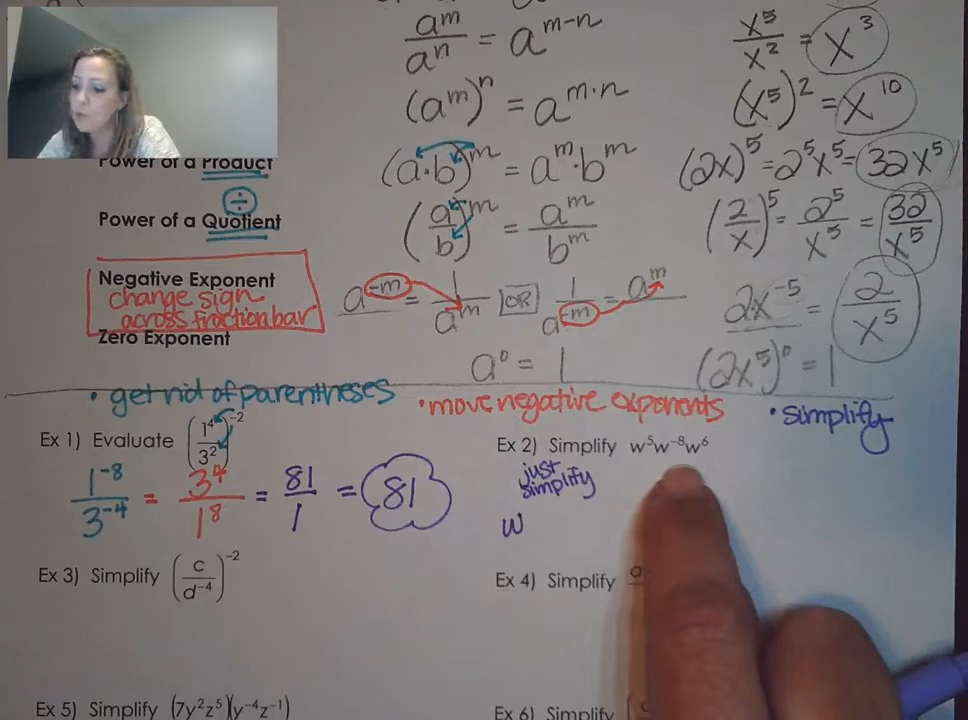 a^m/a^n = a^(m-n)    x^5/x^2 = x^3
(a^m)^n = a^(m·n)    (x^5)^2 = x^10
Power of a Product    (a·b)^m = a^m·b^m    (2x)^5 = 2^5x^5 = 32x^5
÷
Power of a Quotient    (a/b)^m = a^m/b^m    (2/x)^5 = 2^5/x^5 = 32/x^5
Negative Exponent
change sign
across fraction bar    a^-m = 1/a^m OR 1/a^-m = a^m    2x^-5 = 2/x^5
Zero Exponent    a^0 = 1    (2x^5)^0 = 1
• get rid of parentheses • move negative exponents • simplify
Ex 1) Evaluate (1^4/3^2)^-2
1^-8/3^-4 = 3^4/1^8 = 81/1 = 81
Ex 2) Simplify w^5w^-8w^6
just
simplify
w
Ex 3) Simplify (c/d^-4)^-2
Ex 4) Simplify
Ex 5) Simplify (7y^2z^5)(y^-4z^-1)
Ex 6) Simplify